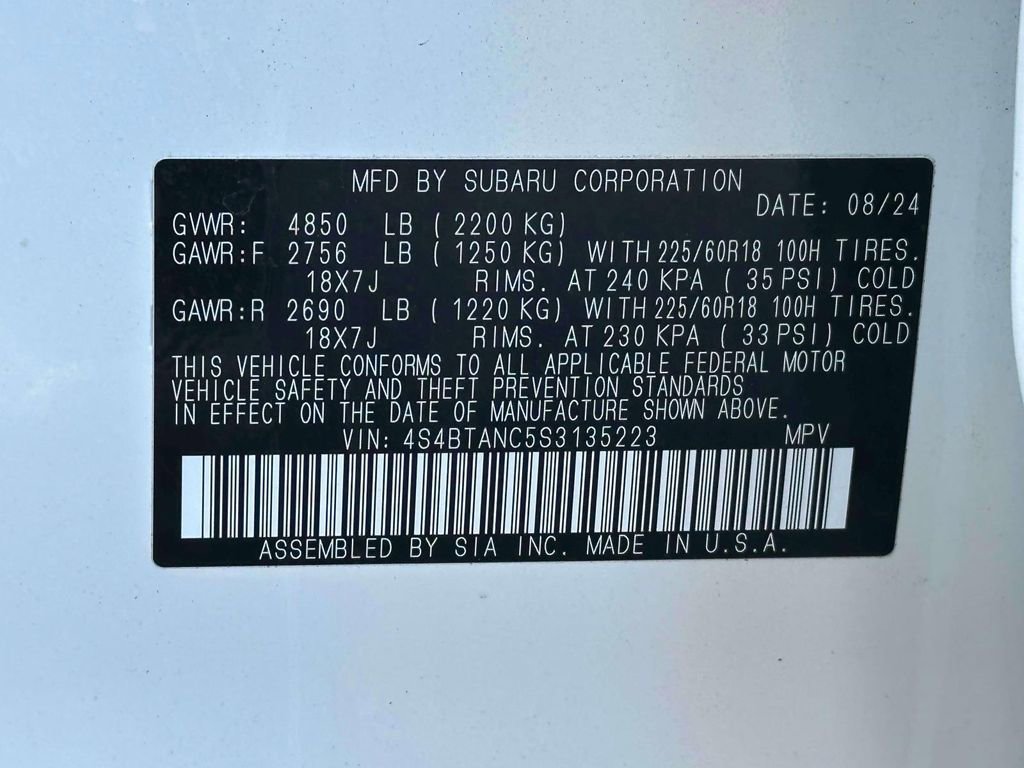 MFD BY SUBARU CORPORATION
DATE: 08/24
GVWR: 4850 LB ( 2200 KG)
GAWR:F 2756 LB ( 1250 KG) WITH 225/60R18 100H TIRES.
18X7J RIMS. AT 240 KPA ( 35 PSI) COLD
GAWR:R 2690 LB ( 1220 KG) WITH 225/60R18 100H TIRES.
18X7J RIMS. AT 230 KPA ( 33 PSI) COLD
THIS VEHICLE CONFORMS TO ALL APPLICABLE FEDERAL MOTOR
VEHICLE SAFETY AND THEFT PREVENTION STANDARDS
IN EFFECT ON THE DATE OF MANUFACTURE SHOWN ABOVE.
VIN: 4S4BTANC5S3135223 MPV
ASSEMBLED BY SIA INC. MADE IN U.S.A.